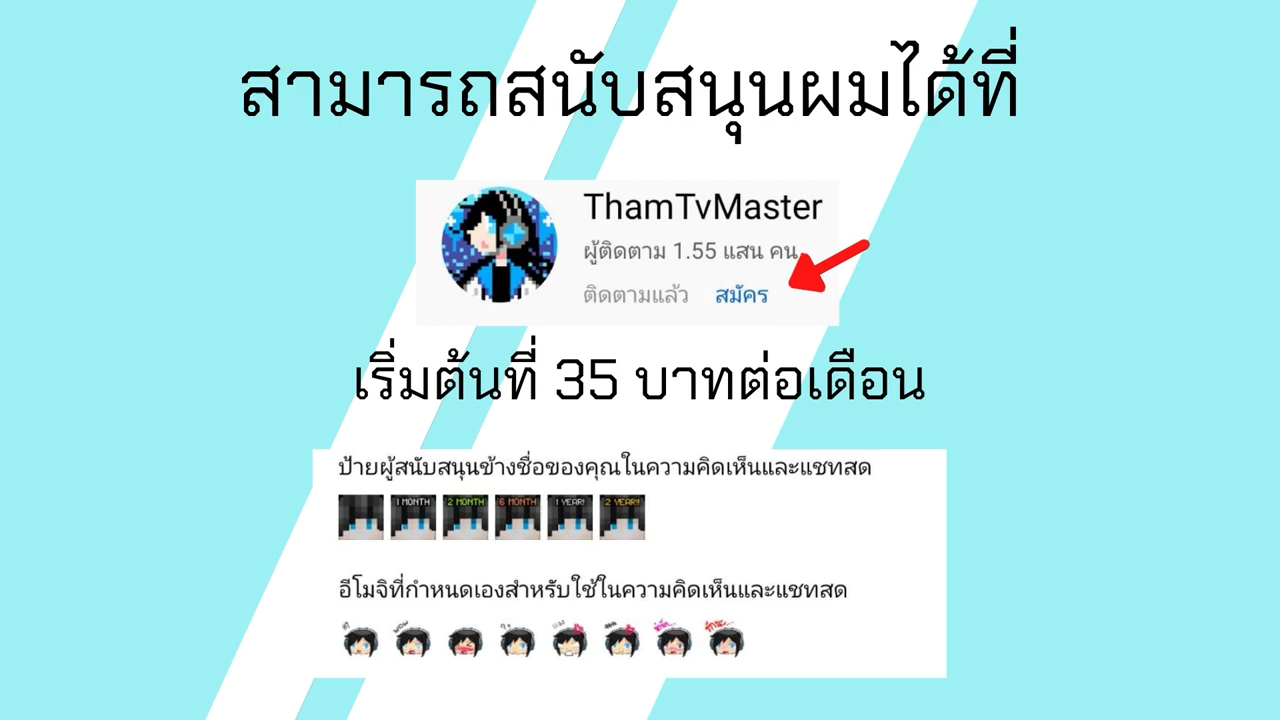 สามารถสนับสนุนผมได้ที่
ThamTvMaster
ผู้ติดตาม 1.55 แสน คน
ติดตามแล้ว สมัคร
เริ่มต้นที่ 35 บาทต่อเดือน
ป้ายผู้สนับสนุนข้างชื่อของคุณในความคิดเห็นและแชทสด
1 MONTH 2 MONTH 6 MONTH 1 YEAR! 2 YEAR!!
อีโมจิที่กำหนดเองสำหรับใช้ในความคิดเห็นและแชทสด